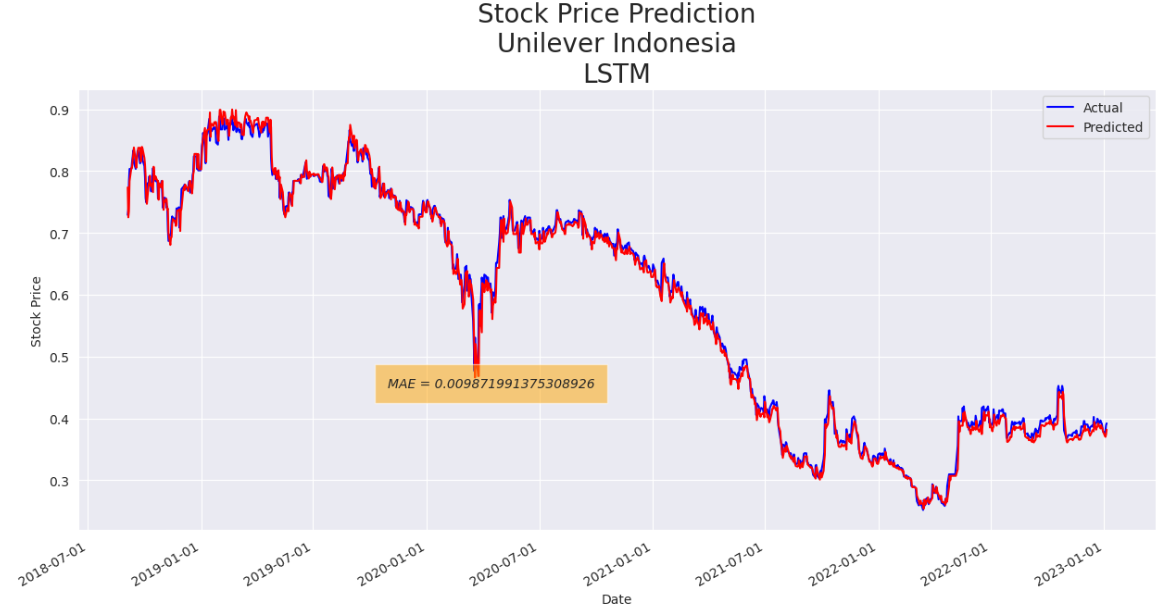 Stock Price Prediction
Unilever Indonesia
LSTM
Actual
Predicted
0.9
0.8
0.7
0.6
0.5
0.4
0.3
Stock Price
MAE = 0.009871991375308926
2018-07-01
2019-01-01
2019-07-01
2020-01-01
2020-07-01
2021-01-01
2021-07-01
2022-01-01
2022-07-01
2023-01-01
Date